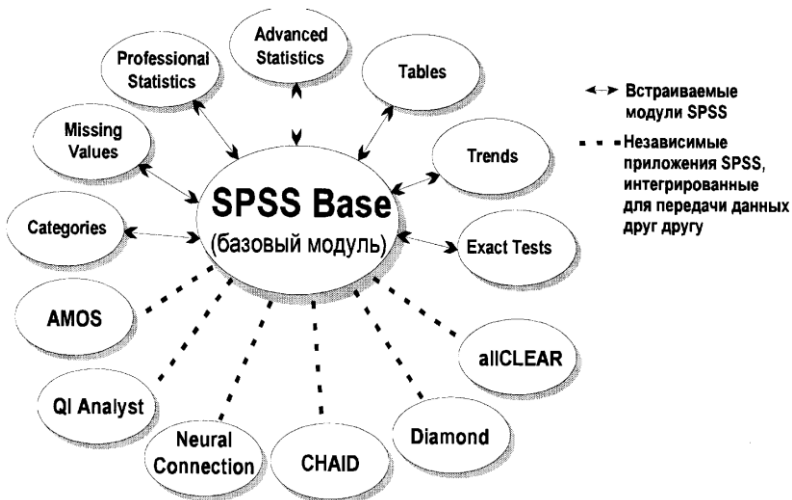 Advanced
Statistics
Professional
Statistics
Tables
Missing
Values
Trends
Categories
Exact Tests
SPSS Base
(базовый модуль)
AMOS
allCLEAR
QI Analyst
Diamond
Neural
Connection
CHAID
Встраиваемые
модули SPSS
Независимые
приложения SPSS,
интегрированные
для передачи данных
друг другу